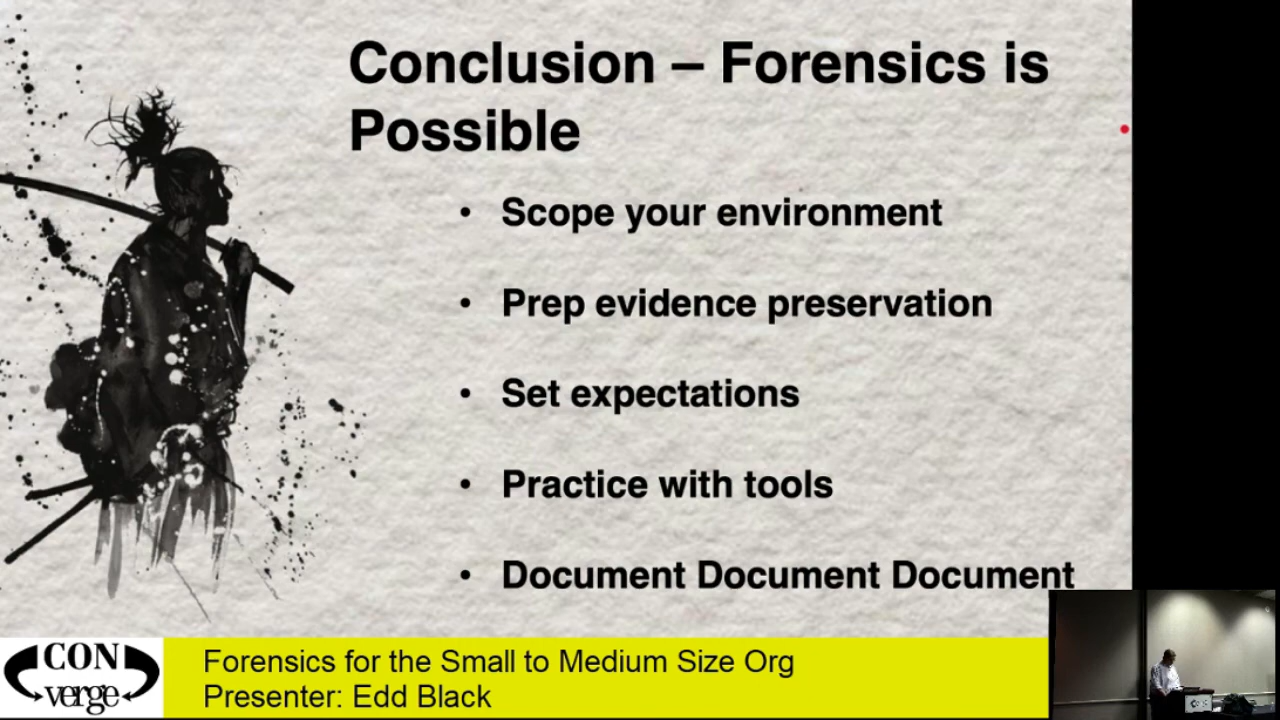 Conclusion – Forensics is
Possible
• Scope your environment
• Prep evidence preservation
• Set expectations
• Practice with tools
• Document Document Document
CON
verge
Forensics for the Small to Medium Size Org
Presenter: Edd Black